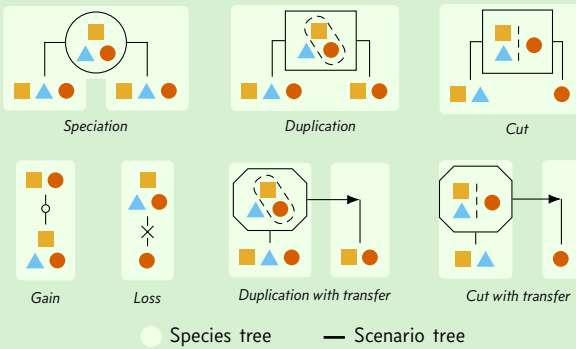 Speciation
Duplication
Cut
Gain
Loss
Duplication with transfer
Cut with transfer
Species tree
Scenario tree